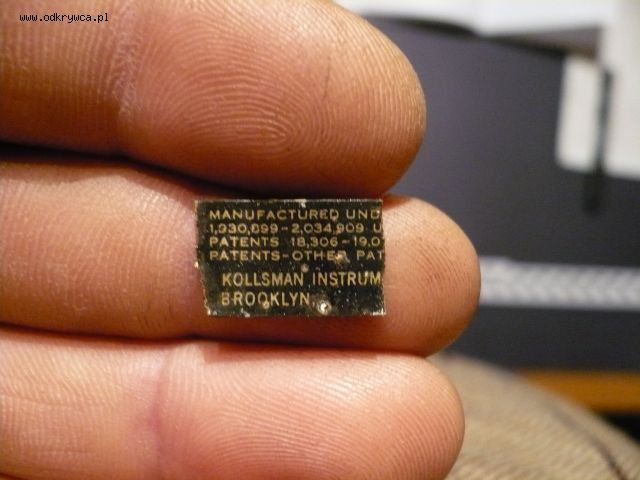 www.odkrywca.pl
MANUFACTURED UND
1,930,899-2,034,909 U
PATENTS 18,306-19,0
PATENTS-OTHER PAT
KOLLSMAN INSTRUM
BROOKLYN